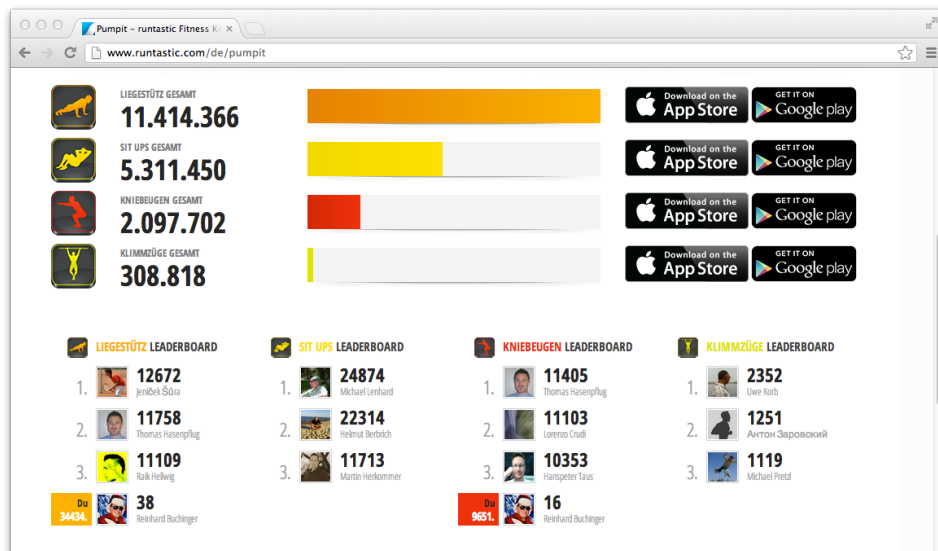 Pumpit – runtastic Fitness Ko
www.runtastic.com/de/pumpit
LIEGESTÜTZ GESAMT
11.414.366
Download on the
App Store
GET IT ON
Google play
SIT UPS GESAMT
5.311.450
Download on the
App Store
GET IT ON
Google play
KNIEBEUGEN GESAMT
2.097.702
Download on the
App Store
GET IT ON
Google play
KLIMMZÜGE GESAMT
308.818
Download on the
App Store
GET IT ON
Google play
LIEGESTÜTZ LEADERBOARD
1. 12672
Jeníček Šůra
2. 11758
Thomas Hasenpflug
3. 11109
Raik Hellwig
Du
34434.
38
Reinhard Buchinger
SIT UPS LEADERBOARD
1. 24874
Michael Lenhard
2. 22314
Helmut Berbrich
3. 11713
Martin Herkommer
KNIEBEUGEN LEADERBOARD
1. 11405
Thomas Hasenpflug
2. 11103
Lorenzo Crudi
3. 10353
Hanspeter Taus
Du
9651.
16
Reinhard Buchinger
KLIMMZÜGE LEADERBOARD
1. 2352
Uwe Korb
2. 1251
Антон Заровский
3. 1119
Michael Pretzl